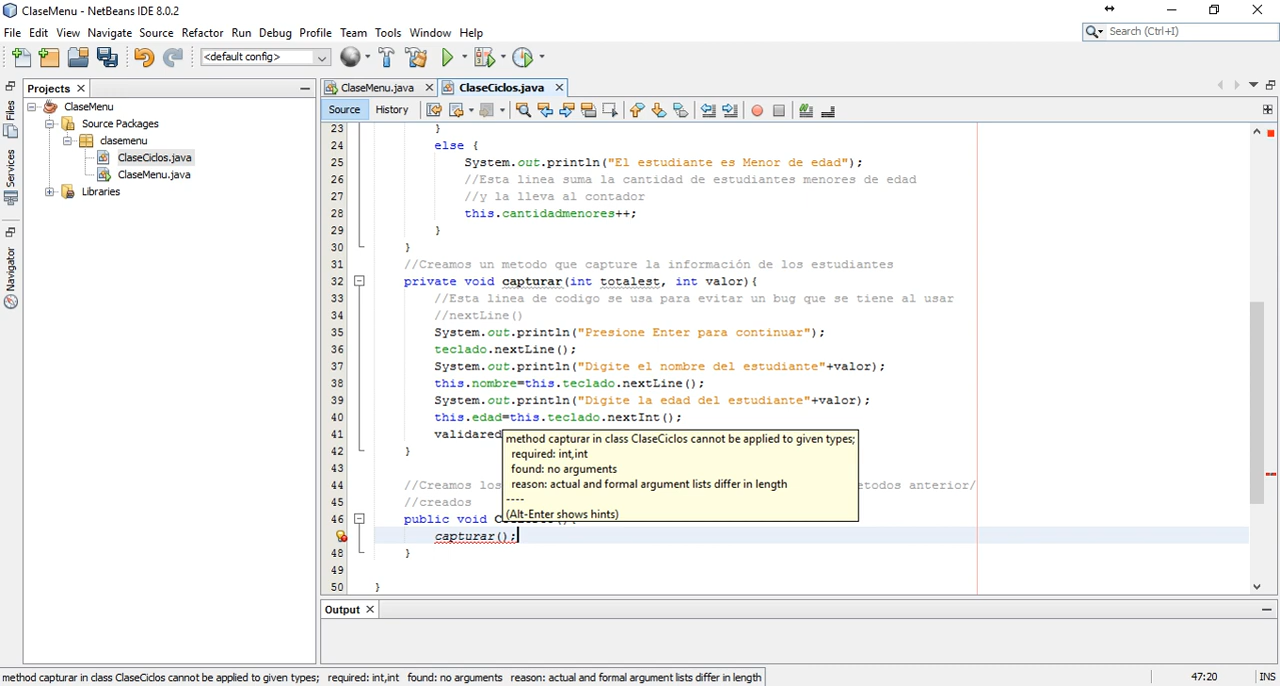 ClaseMenu - NetBeans IDE 8.0.2
File Edit View Navigate Source Refactor Run Debug Profile Team Tools Window Help
Search (Ctrl+I)
<default config>
Projects
ClaseMenu.java ClaseCiclos.java
Files
Services
Navigator
ClaseMenu
Source Packages
clasemenu
ClaseCiclos.java
ClaseMenu.java
Libraries
Source History
23 }
24 else {
25 System.out.println("El estudiante es Menor de edad");
26 //Esta linea suma la cantidad de estudiantes menores de edad
27 //y la lleva al contador
28 this.cantidadmenores++;
29 }
30 }
31 //Creamos un metodo que capture la información de los estudiantes
32 private void capturar(int totalest, int valor){
33 //Esta linea de codigo se usa para evitar un bug que se tiene al usar
34 //nextLine()
35 System.out.println("Presione Enter para continuar");
36 teclado.nextLine();
37 System.out.println("Digite el nombre del estudiante"+valor);
38 this.nombre=this.teclado.nextLine();
39 System.out.println("Digite la edad del estudiante"+valor);
40 this.edad=this.teclado.nextInt();
41 validared
42 }
43
44 //Creamos los etodos anterior/
45 //creados
46 public void
capturar();
48 }
49
50 }
method capturar in class ClaseCiclos cannot be applied to given types;
required: int,int
found: no arguments
reason: actual and formal argument lists differ in length
----
(Alt-Enter shows hints)
Output
method capturar in class ClaseCiclos cannot be applied to given types; required: int,int found: no arguments reason: actual and formal argument lists differ in length
47:20 INS